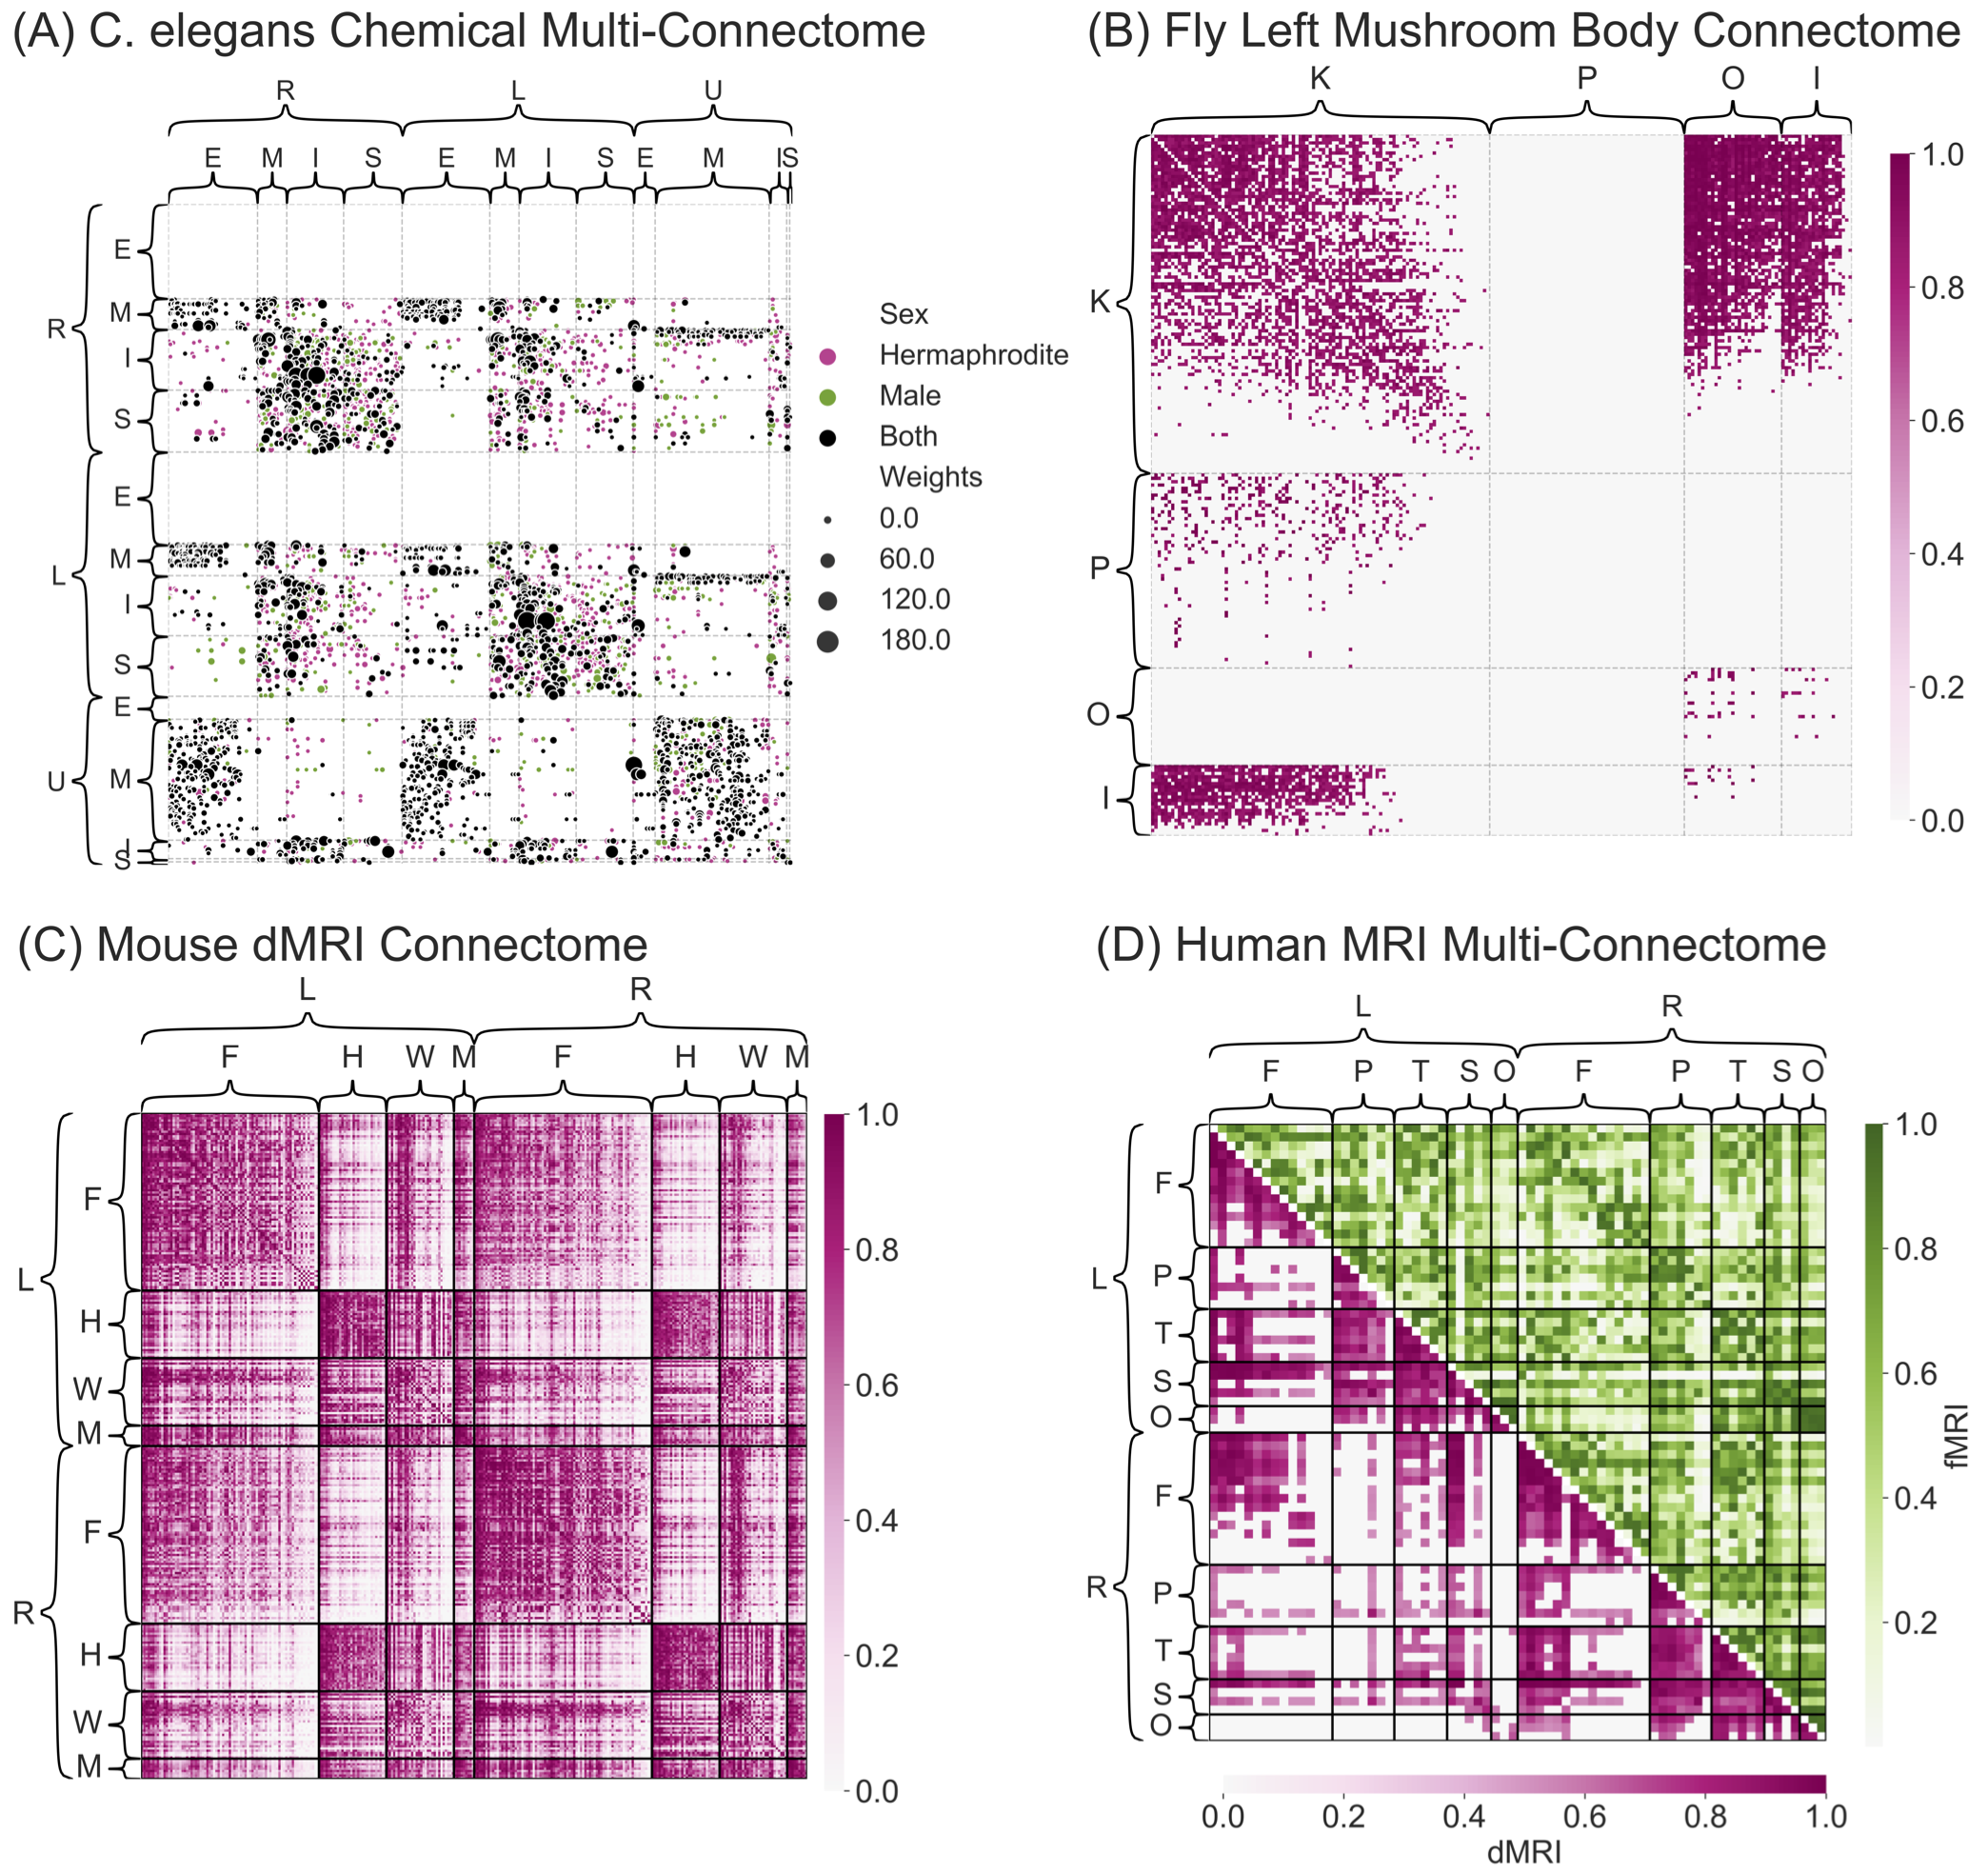 (A) C. elegans Chemical Multi-Connectome
R L U
E M I S E M I S E M I S
R
E
M
I
S
L
E
M
I
S
U
E
M
I
S
Sex
Hermaphrodite
Male
Both
Weights
0.0
60.0
120.0
180.0
(B) Fly Left Mushroom Body Connectome
K P O I
K
P
O
I
1.0
0.8
0.6
0.4
0.2
0.0
(C) Mouse dMRI Connectome
L R
F H W M F H W M
L
F
H
W
M
R
F
H
W
M
1.0
0.8
0.6
0.4
0.2
0.0
(D) Human MRI Multi-Connectome
L R
F P T S O F P T S O
L
F
P
T
S
O
R
F
P
T
S
O
1.0
0.8
0.6
0.4
0.2
fMRI
0.0 0.2 0.4 0.6 0.8 1.0
dMRI